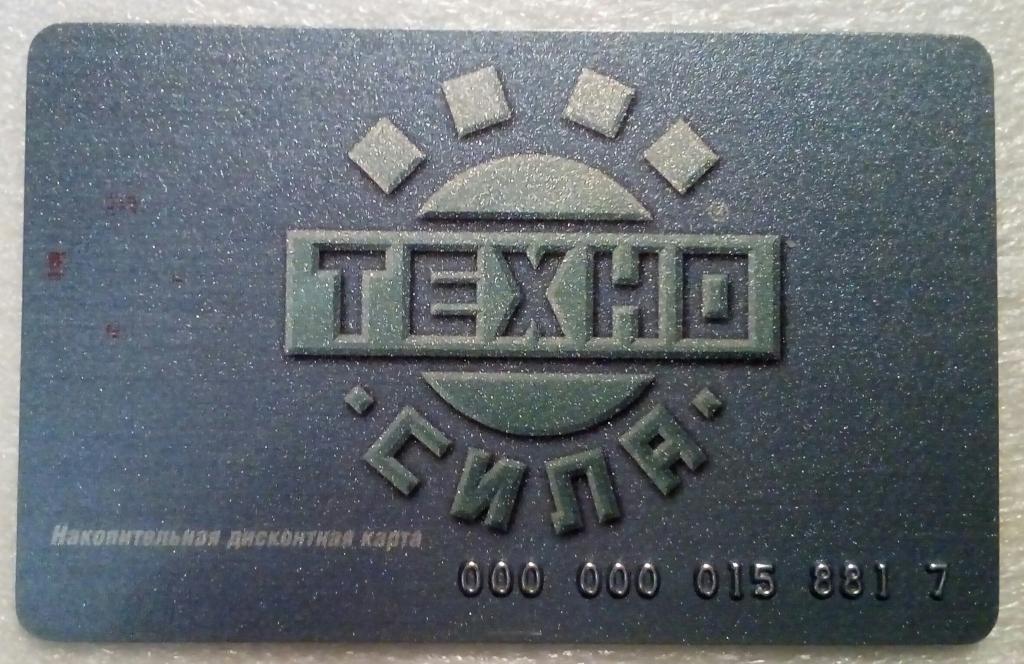 ТЕХНО
СИЛА
Накопительная дисконтная карта
000 000 015 881 7